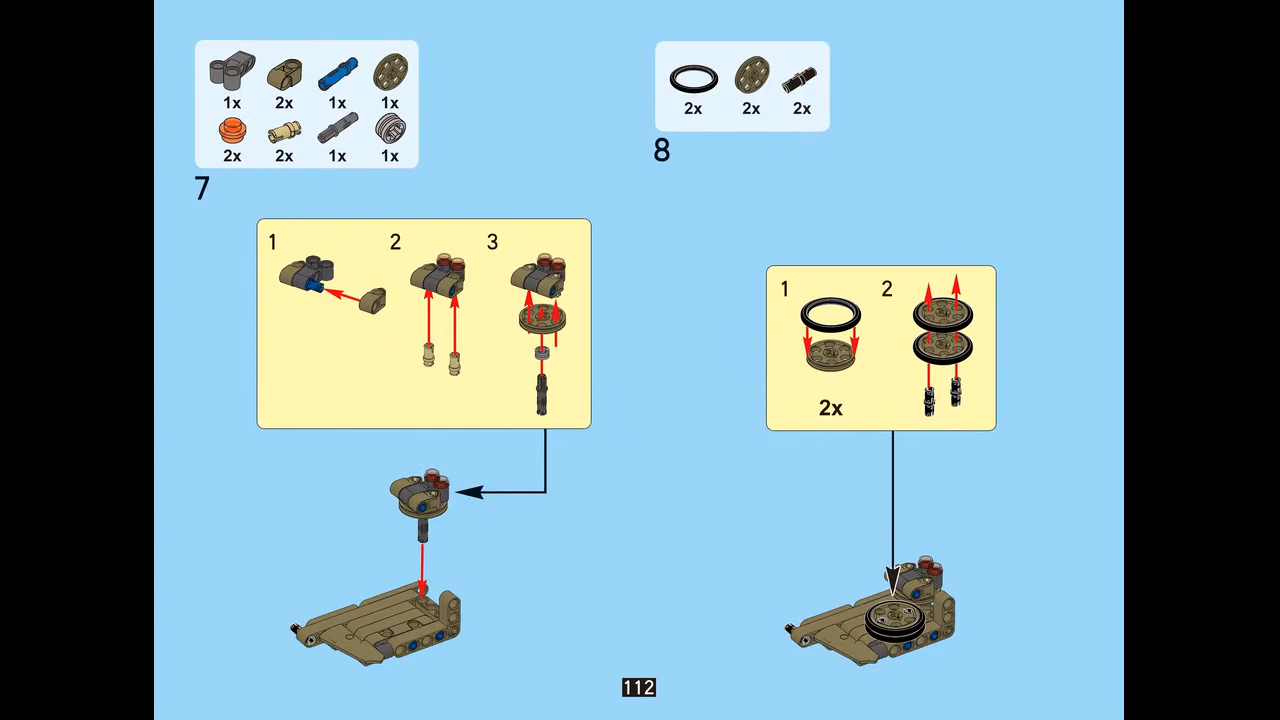 1x 2x 1x 1x
2x 2x 1x 1x
7
1 2 3
2x 2x 2x
8
1 2
2x
112